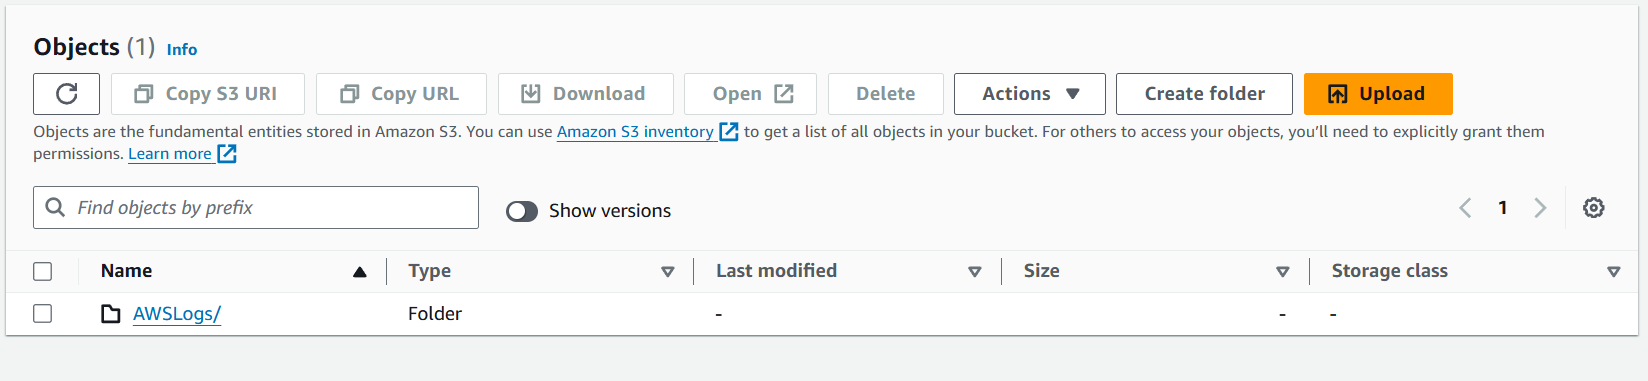 Objects (1) Info
Copy S3 URI Copy URL Download Open Delete Actions Create folder Upload
Objects are the fundamental entities stored in Amazon S3. You can use Amazon S3 inventory to get a list of all objects in your bucket. For others to access your objects, you’ll need to explicitly grant them
permissions. Learn more
Find objects by prefix Show versions 1
Name Type Last modified Size Storage class
AWSLogs/ Folder - - -